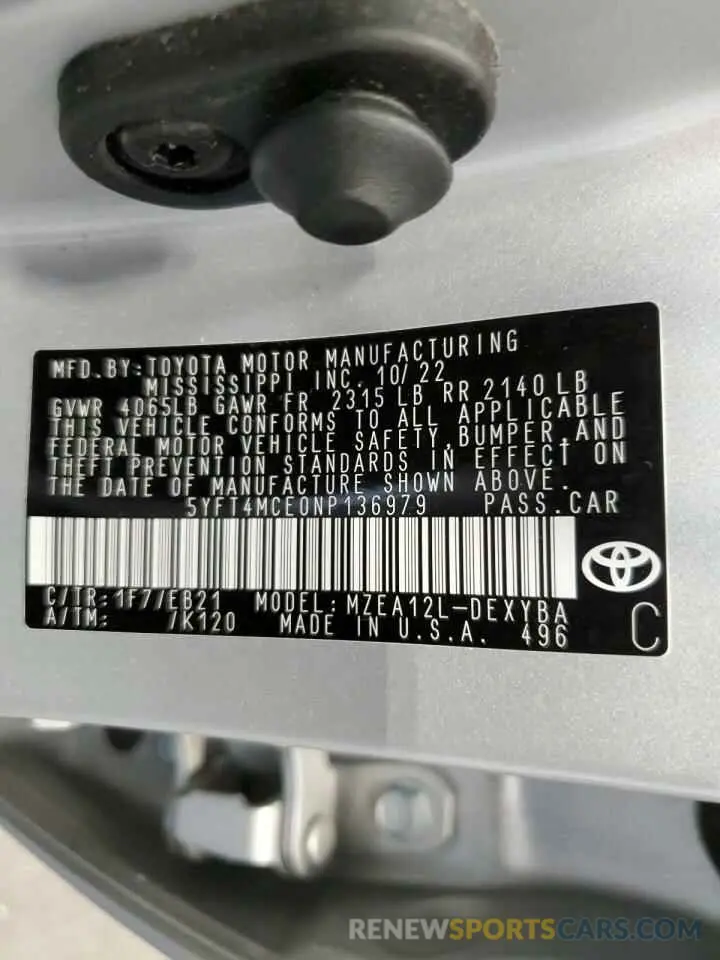 MFD. BY: TOYOTA MOTOR MANUFACTURING
MISSISSIPPI INC. 10/22
GVWR 4065LB GAWR FR 2315 LB RR 2140 LB
THIS VEHICLE CONFORMS TO ALL APPLICABLE
FEDERAL MOTOR VEHICLE SAFETY, BUMPER, AND
THEFT PREVENTION STANDARDS IN EFFECT ON
THE DATE OF MANUFACTURE SHOWN ABOVE.
5YFT4MCE0NP136979 PASS. CAR
C/TR: 1F7/EB21 MODEL: MZEA12L-DEXYBA
A/TM: /K120 MADE IN U.S.A. 496 C
RENEWSPORTSCARS.COM